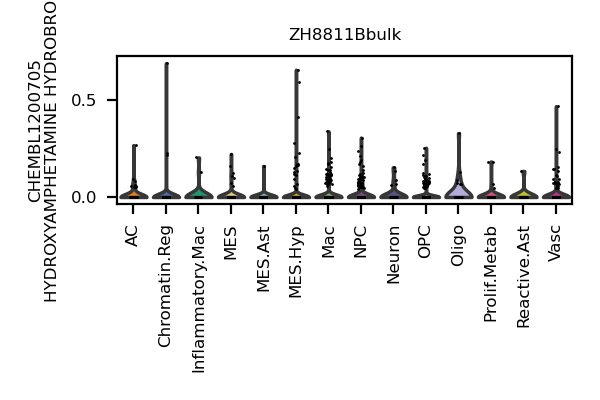 ZH8811Bbulk
CHEMBL1200705
HYDROXYAMPHETAMINE HYDROBRO
0.5
0.0
AC
Chromatin.Reg
Inflammatory.Mac
MES
MES.Ast
MES.Hyp
Mac
NPC
Neuron
OPC
Oligo
Prolif.Metab
Reactive.Ast
Vasc